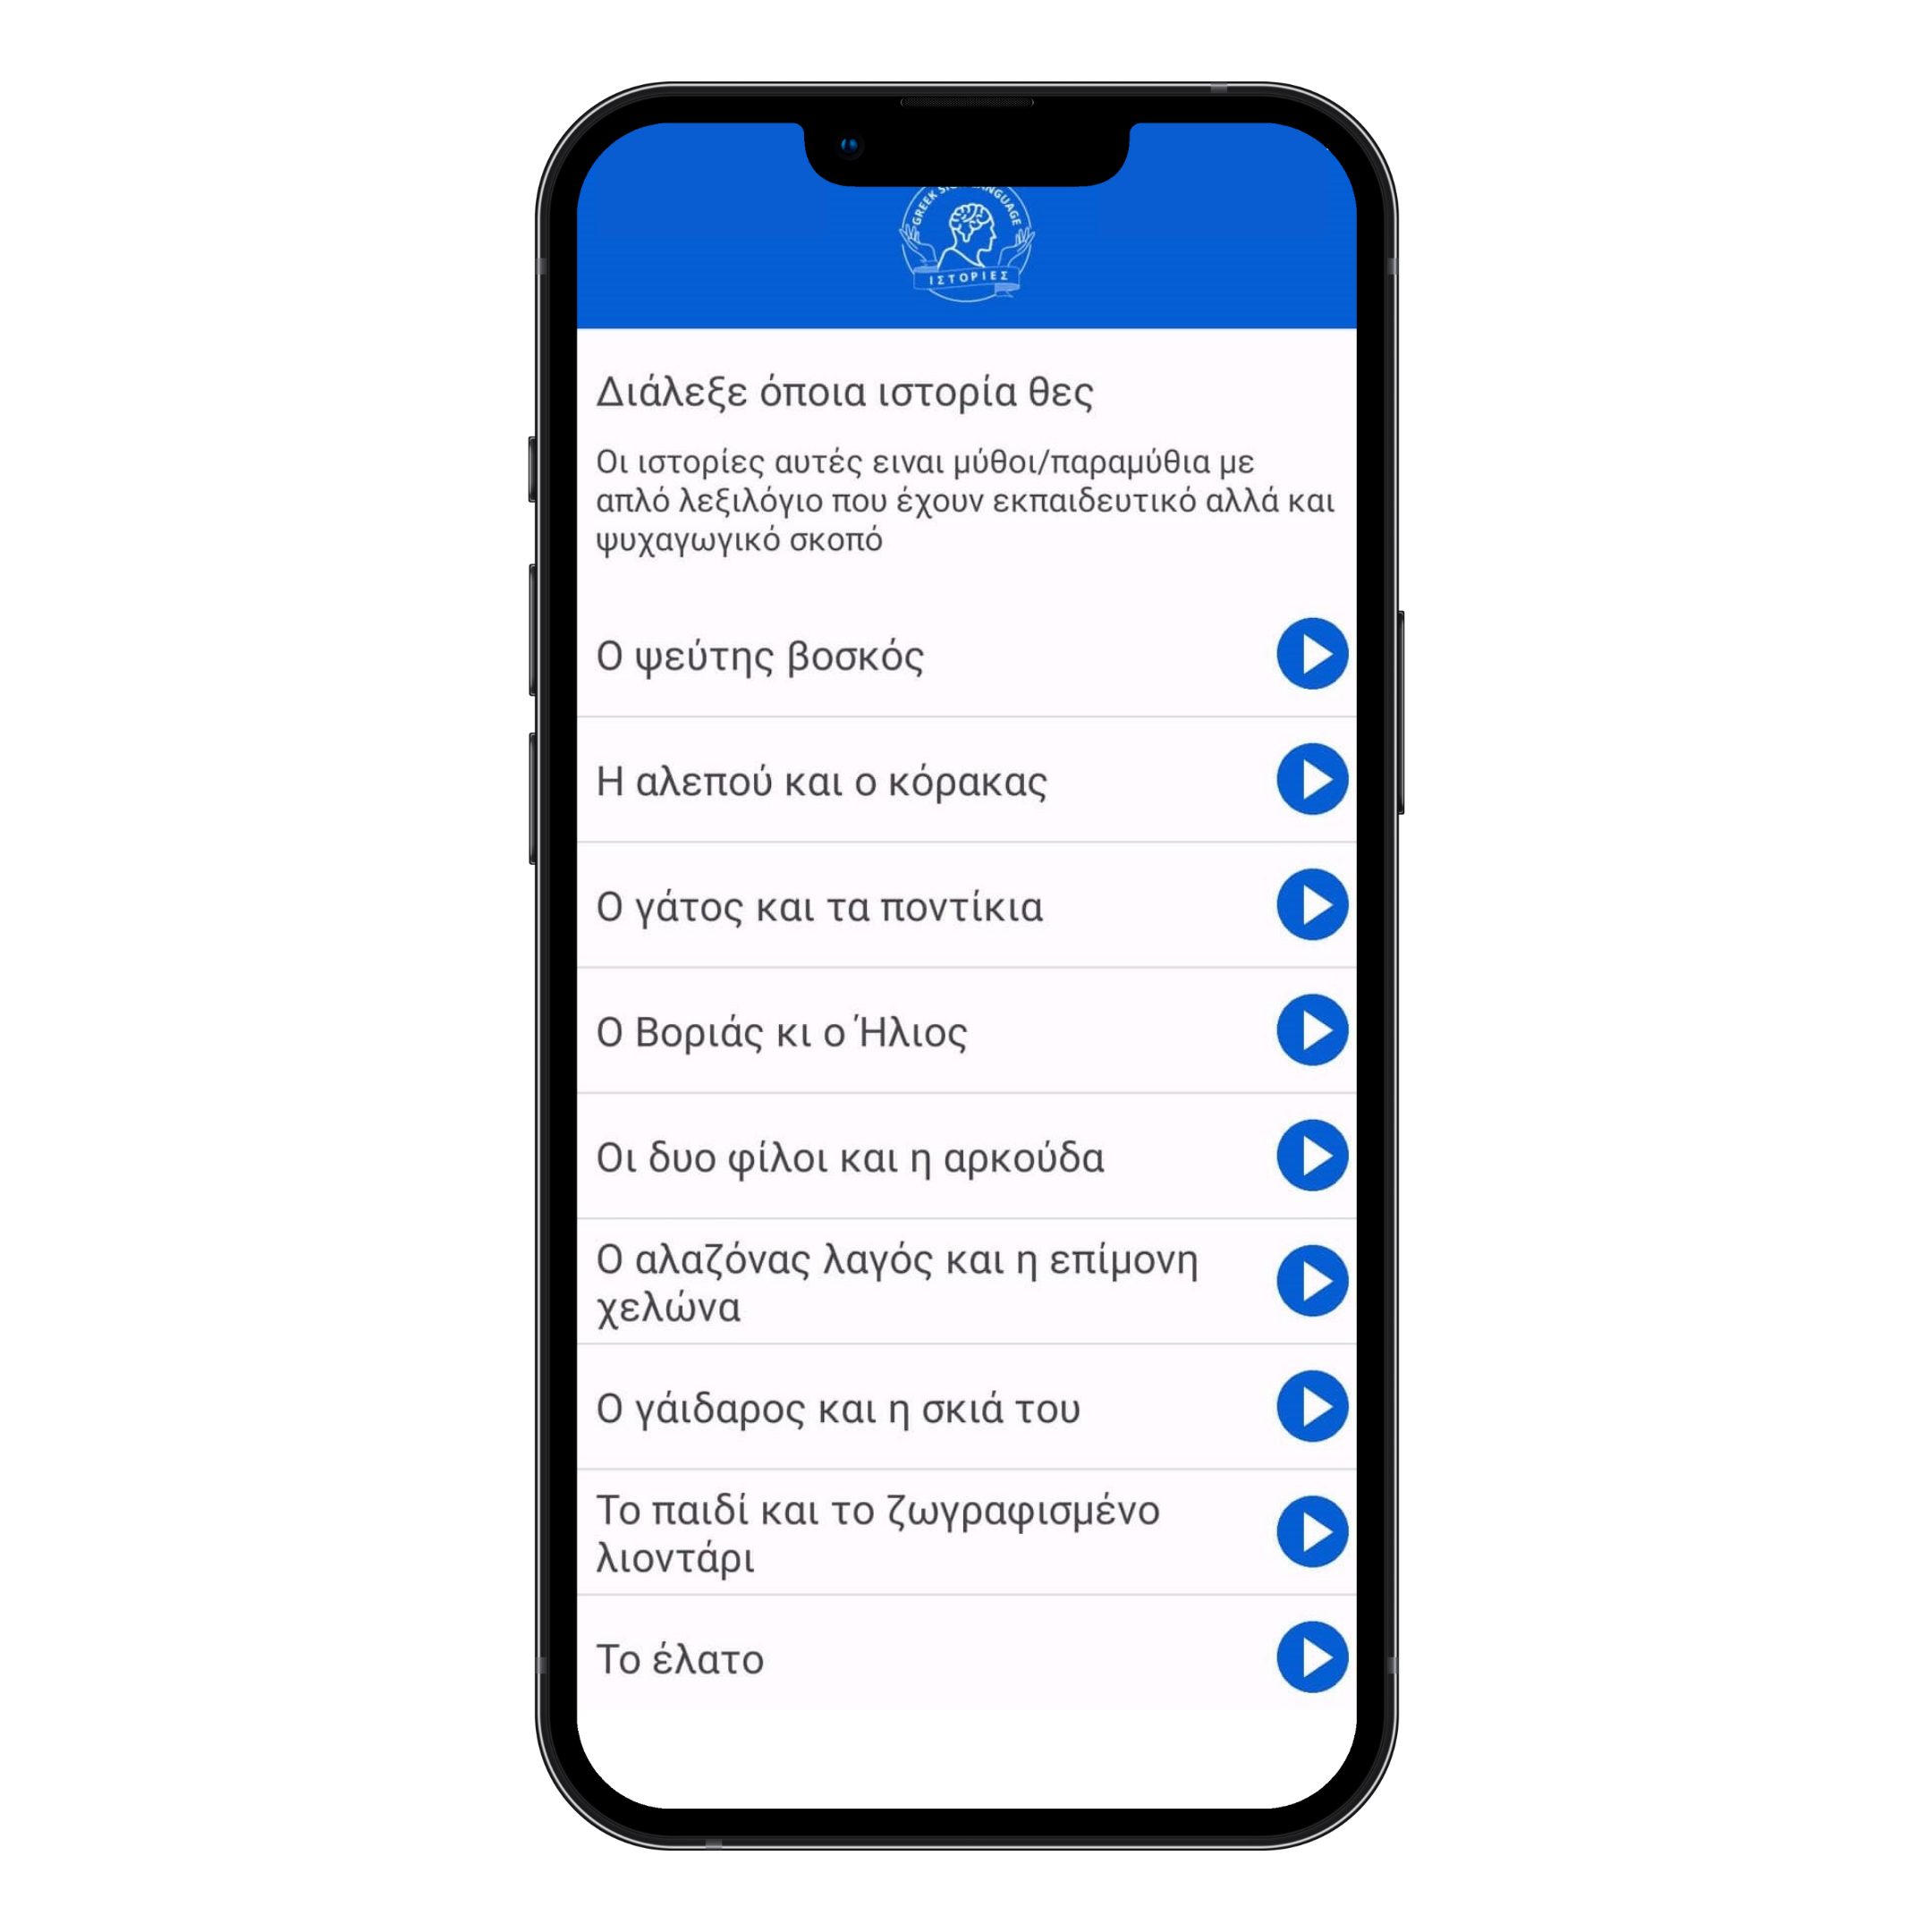 GREEK LANGUAGE
ΙΣΤΟΡΙΕΣ
Διάλεξε όποια ιστορία θες
Οι ιστορίες αυτές ειναι μύθοι/παραμύθια με
απλό λεξιλόγιο που έχουν εκπαιδευτικό αλλά και
ψυχαγωγικό σκοπό
Ο ψεύτης βοσκός
Η αλεπού και ο κόρακας
Ο γάτος και τα ποντίκια
Ο Βοριάς κι ο Ήλιος
Οι δυο φίλοι και η αρκούδα
Ο αλαζόνας λαγός και η επίμονη
χελώνα
Ο γάιδαρος και η σκιά του
Το παιδί και το ζωγραφισμένο
λιοντάρι
Το έλατο